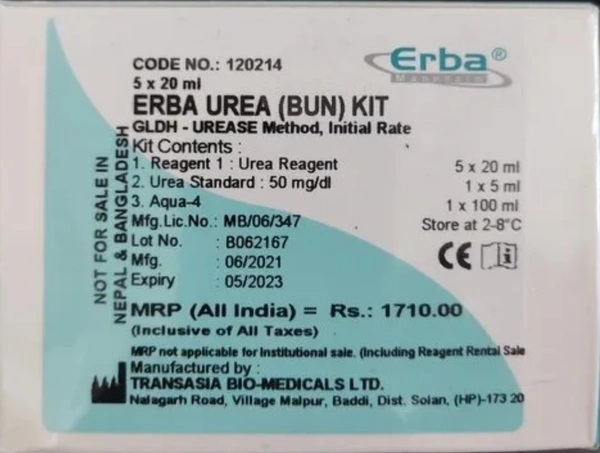 Erba®
Mannheim
CODE NO.: 120214
5 x 20 ml
ERBA UREA (BUN) KIT
GLDH - UREASE Method, Initial Rate
Kit Contents :
1. Reagent 1 : Urea Reagent 5 x 20 ml
2. Urea Standard : 50 mg/dl 1 x 5 ml
3. Aqua-4 1 x 100 ml
Mfg.Lic.No.: MB/06/347 Store at 2-8°C
Lot No. : B062167
CE
Mfg. : 06/2021
Expiry : 05/2023
NOT FOR SALE IN
NEPAL & BANGLADESH
MRP (All India) = Rs.: 1710.00
(Inclusive of All Taxes)
MRP not applicable for Institutional sale. (Including Reagent Rental Sale
Manufactured by :
TRANSASIA BIO-MEDICALS LTD.
Nalagarh Road, Village Malpur, Baddi, Dist. Solan, (HP)-173 20